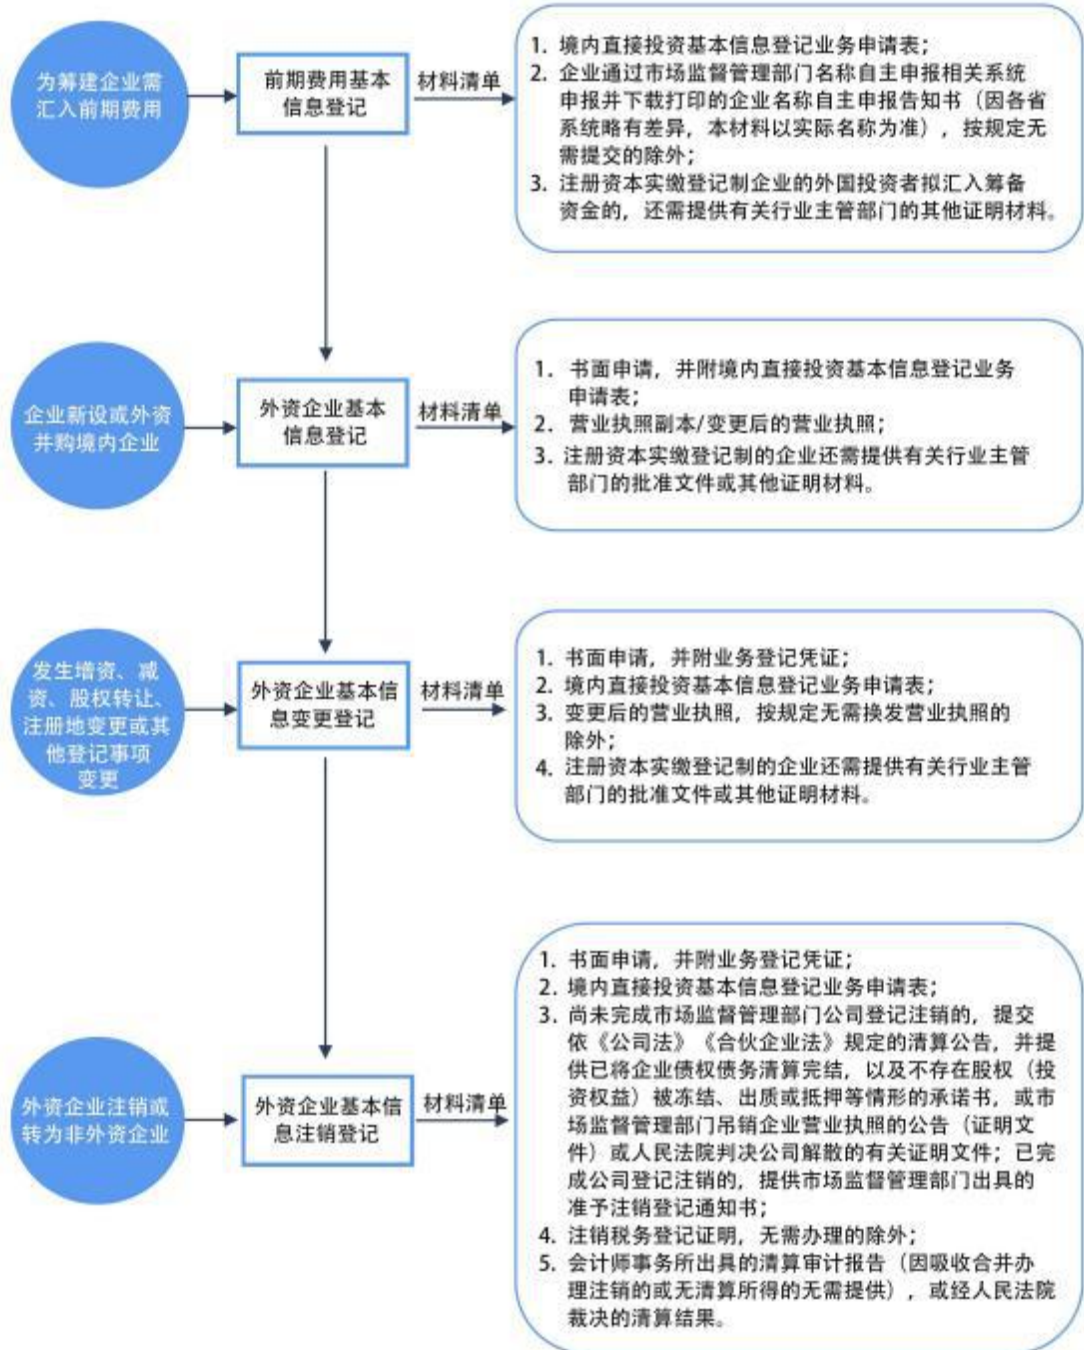 为筹建企业需
汇入前期费用
前期费用基本
信息登记
材料清单
1. 境内直接投资基本信息登记业务申请表；
2. 企业通过市场监督管理部门名称自主申报相关系统
申报并下载打印的企业名称自主申报告知书（因各省
系统略有差异，本材料以实际名称为准），按规定无
需提交的除外；
3. 注册资本实缴登记制企业的外国投资者拟汇入筹备
资金的，还需提供有关行业主管部门的其他证明材料。
企业新设或外资
并购境内企业
外资企业基本
信息登记
材料清单
1. 书面申请，并附境内直接投资基本信息登记业务
申请表；
2. 营业执照副本/变更后的营业执照；
3. 注册资本实缴登记制的企业还需提供有关行业主管
部门的批准文件或其他证明材料。
发生增资、减
资、股权转让、
注册地变更或其
他登记事项
变更
外资企业基本信
息变更登记
材料清单
1. 书面申请，并附业务登记凭证；
2. 境内直接投资基本信息登记业务申请表；
3. 变更后的营业执照，按规定无需换发营业执照的
除外；
4. 注册资本实缴登记制的企业还需提供有关行业主管
部门的批准文件或其他证明材料。
外资企业注销或
转为非外资企业
外资企业基本信
息注销登记
材料清单
1. 书面申请，并附业务登记凭证；
2. 境内直接投资基本信息登记业务申请表；
3. 尚未完成市场监督管理部门公司登记注销的，提交
依《公司法》《合伙企业法》规定的清算公告，并提
供已将企业债权债务清算完结，以及不存在股权（投
资权益）被冻结、出质或抵押等情形的承诺书，或市
场监督管理部门吊销企业营业执照的公告（证明文
件）或人民法院判决公司解散的有关证明文件；已完
成公司登记注销的，提供市场监督管理部门出具的
准予注销登记通知书；
4. 注销税务登记证明，无需办理的除外；
5. 会计师事务所出具的清算审计报告（因吸收合并办
理注销的或无清算所得的无需提供），或经人民法院
裁决的清算结果。